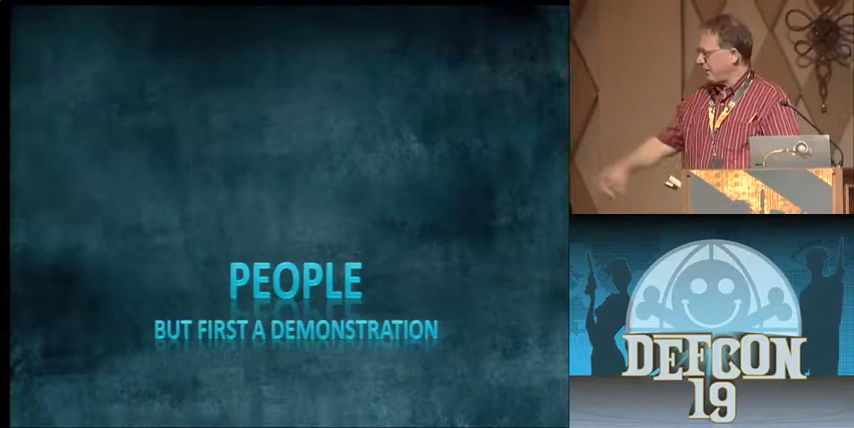 PEOPLE
BUT FIRST A DEMONSTRATION
DEFCON
19